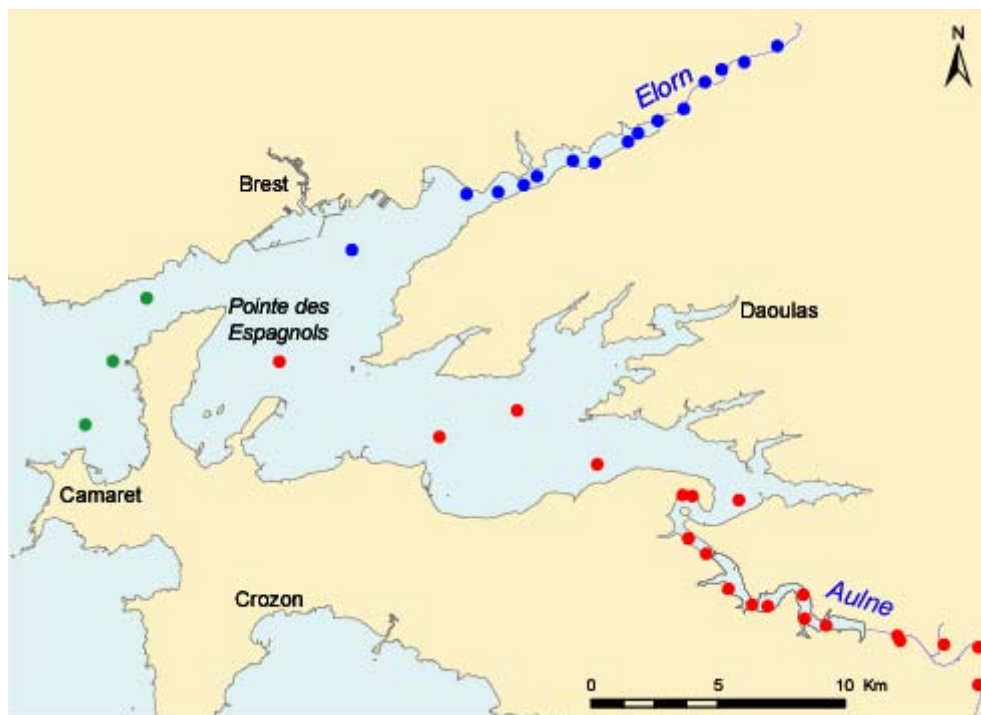 N
Elorn
Brest
Pointe des
Espagnols
Daoulas
Camaret
Aulne
Crozon
0 5 10 Km